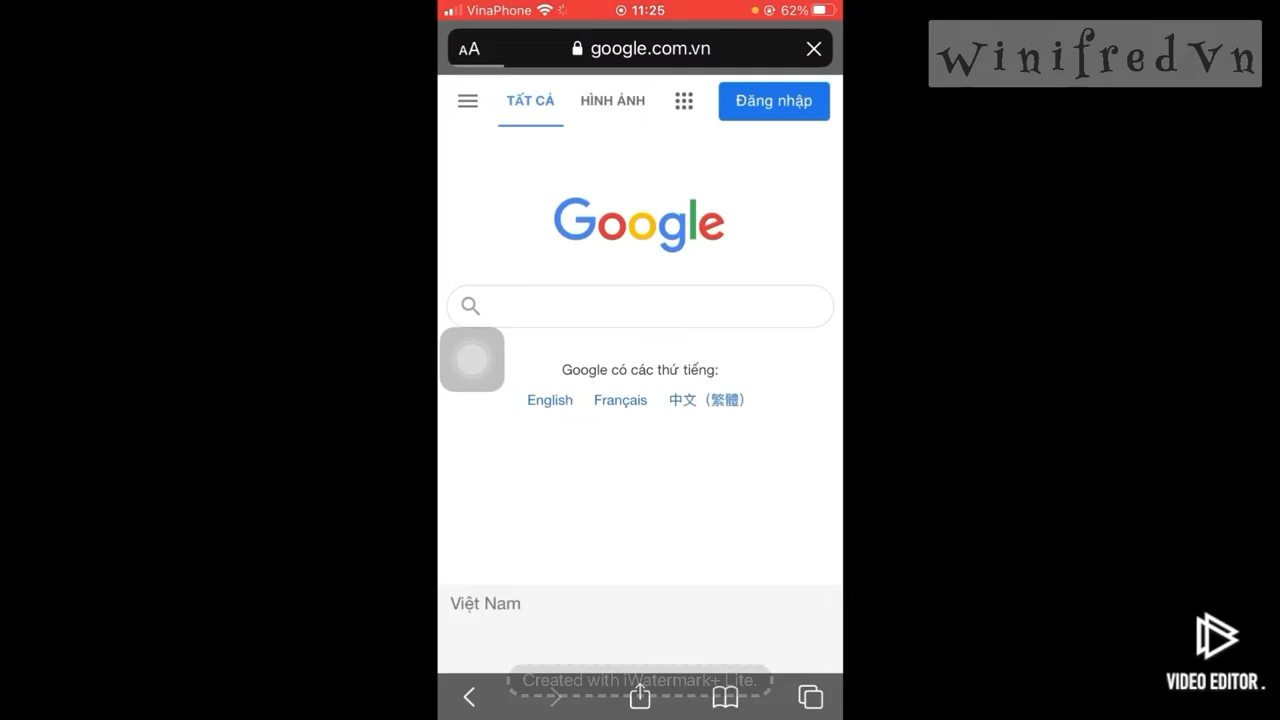 VinaPhone 11:25 62%
WinifredVn
AA google.com.vn
TẤT CẢ HÌNH ẢNH Đăng nhập
Google
Google có các thứ tiếng:
English Français 中文（繁體）
Việt Nam
Created with iWatermark+ Lite.
VIDEO EDITOR.